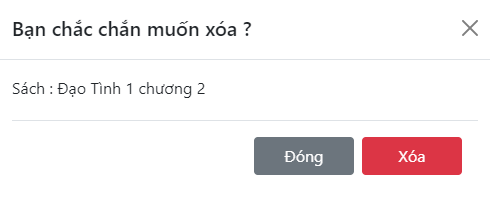 Bạn chắc chắn muốn xóa ?
Sách : Đạo Tình 1 chương 2
Đóng
Xóa